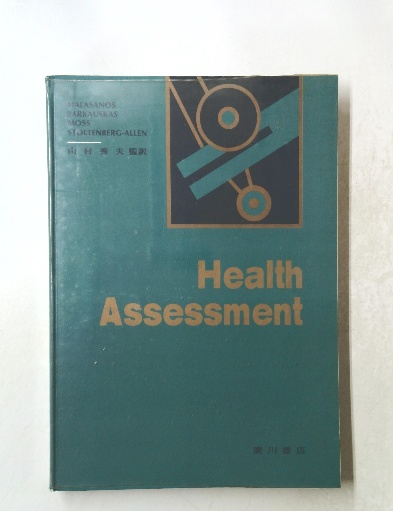 MALASANOS
BARKAUSKAS
MOSS
STOLTENBERG-ALLEN
山村秀夫 監訳
Health
Assessment
廣川書店